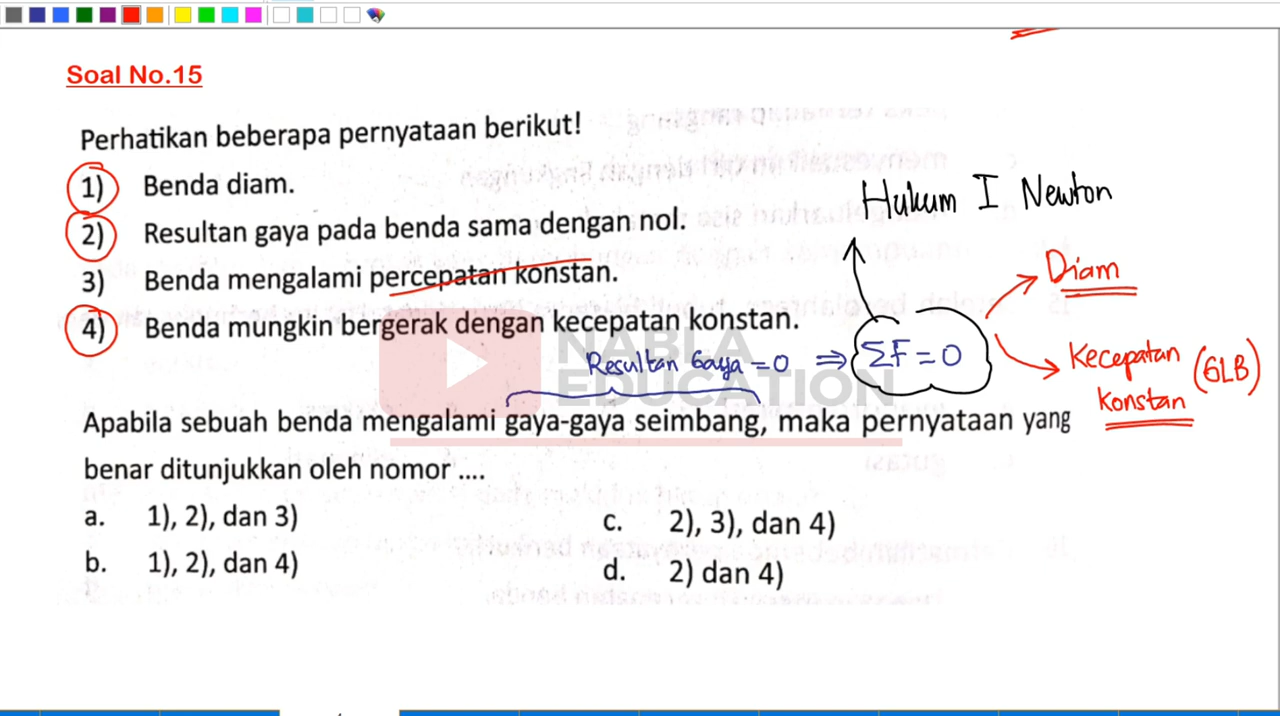 Soal No.15
Perhatikan beberapa pernyataan berikut!
1) Benda diam.
2) Resultan gaya pada benda sama dengan nol.
3) Benda mengalami percepatan konstan.
4) Benda mungkin bergerak dengan kecepatan konstan.
Hukum I Newton
Diam
Resultan Gaya = 0 ⇒ ΣF = 0
Kecepatan
Konstan
(GLB)
NABLA
EDUCATION
Apabila sebuah benda mengalami gaya-gaya seimbang, maka pernyataan yang
benar ditunjukkan oleh nomor ....
a. 1), 2), dan 3)
b. 1), 2), dan 4)
c. 2), 3), dan 4)
d. 2) dan 4)